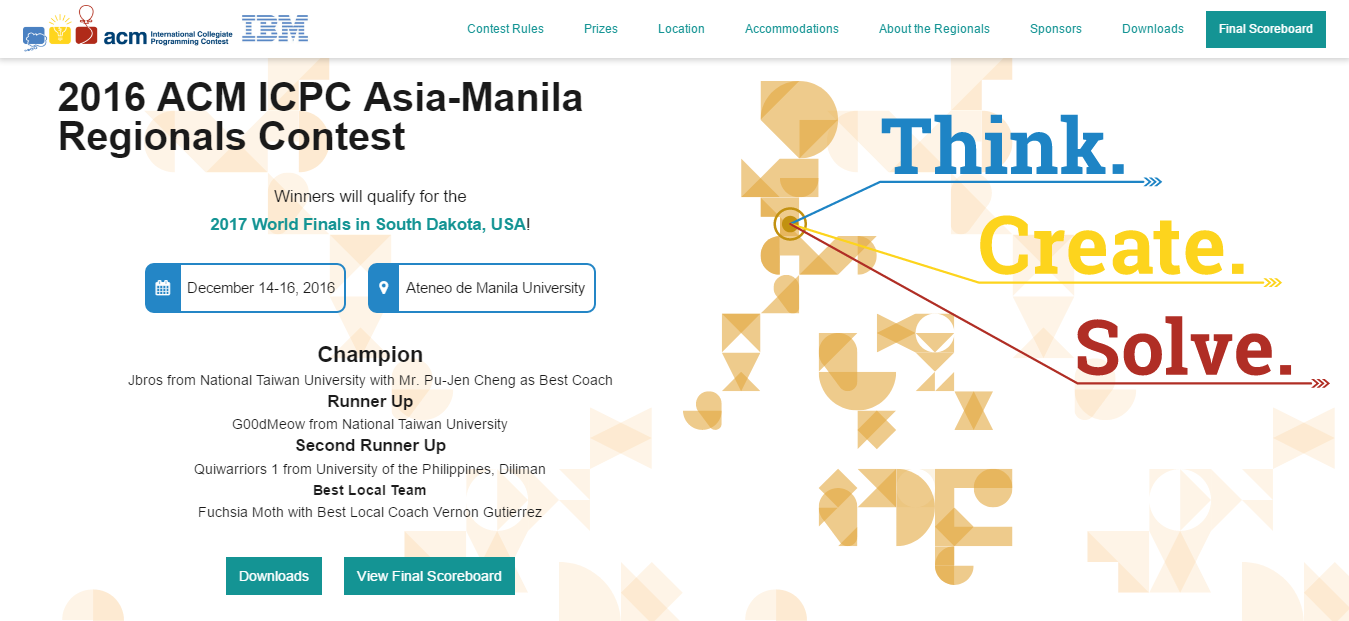 acm International Collegiate
Programming Contest
IBM
Contest Rules
Prizes
Location
Accommodations
About the Regionals
Sponsors
Downloads
Final Scoreboard
2016 ACM ICPC Asia-Manila
Regionals Contest
Winners will qualify for the
2017 World Finals in South Dakota, USA!
December 14-16, 2016
Ateneo de Manila University
Champion
Jbros from National Taiwan University with Mr. Pu-Jen Cheng as Best Coach
Runner Up
G00dMeow from National Taiwan University
Second Runner Up
Quiwarriors 1 from University of the Philippines, Diliman
Best Local Team
Fuchsia Moth with Best Local Coach Vernon Gutierrez
Downloads
View Final Scoreboard
Think.
Create.
Solve.